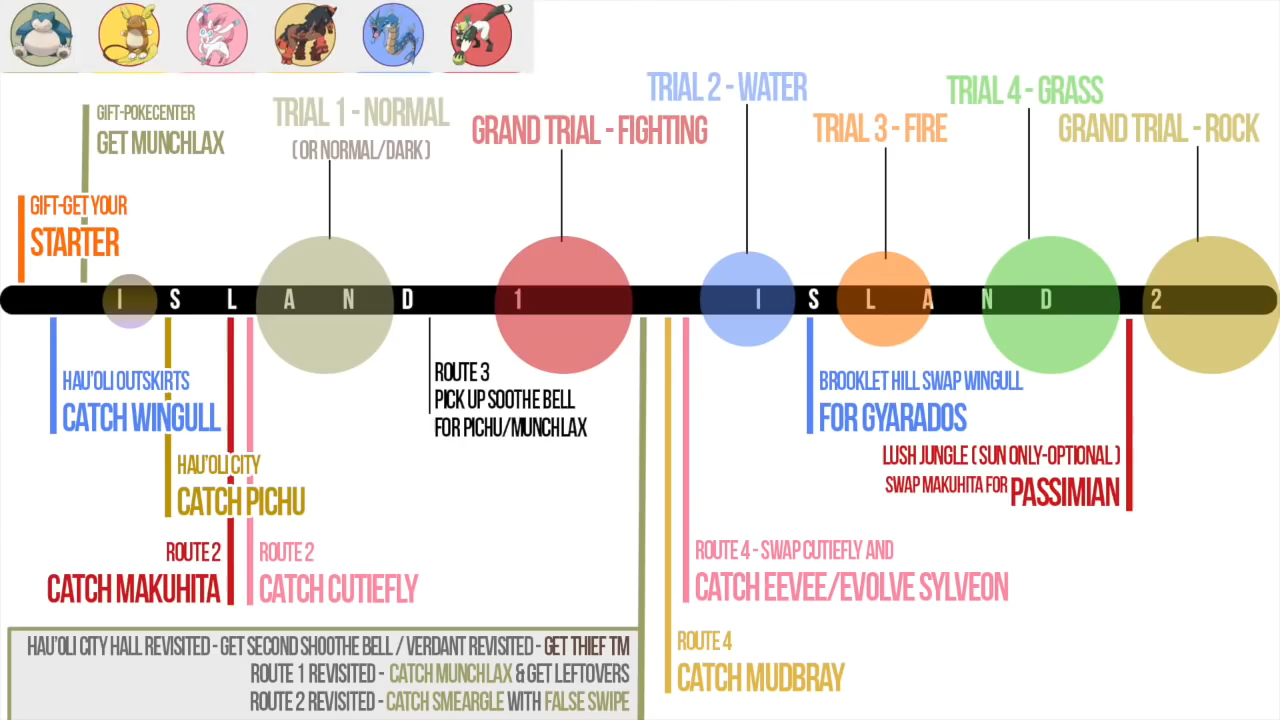 GIFT-POKECENTER
GET MUNCHLAX
GIFT-GET YOUR
STARTER
TRIAL 1 - NORMAL
( OR NORMAL/DARK )
GRAND TRIAL - FIGHTING
TRIAL 2 - WATER
TRIAL 3 - FIRE
TRIAL 4 - GRASS
GRAND TRIAL - ROCK
ISLAND 1
ISLAND 2
HAU'OLI OUTSKIRTS
CATCH WINGULL
HAU'OLI CITY
CATCH PICHU
ROUTE 2
CATCH MAKUHITA
ROUTE 2
CATCH CUTIEFLY
ROUTE 3
PICK UP SOOTHE BELL
FOR PICHU/MUNCHLAX
BROOKLET HILL SWAP WINGULL
FOR GYARADOS
LUSH JUNGLE ( SUN ONLY-OPTIONAL )
SWAP MAKUHITA FOR PASSIMIAN
ROUTE 4 - SWAP CUTIEFLY AND
CATCH EEVEE/EVOLVE SYLVEON
ROUTE 4
CATCH MUDBRAY
HAU'OLI CITY HALL REVISITED - GET SECOND SHOOTHE BELL / VERDANT REVISITED - GET THIEF TM
ROUTE 1 REVISITED - CATCH MUNCHLAX & GET LEFTOVERS
ROUTE 2 REVISITED - CATCH SMEARGLE WITH FALSE SWIPE